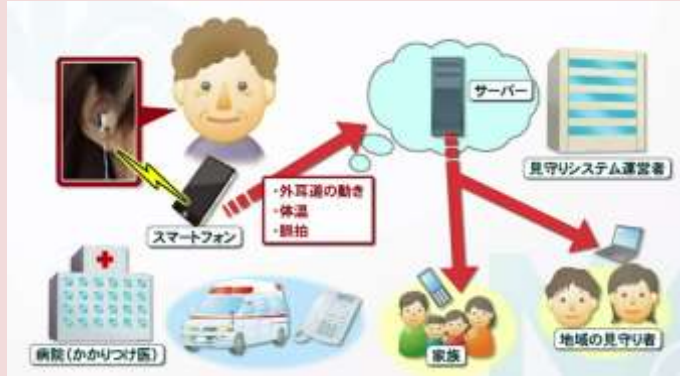 サーバー
見守りシステム運営者
スマートフォン
・外耳道の動き
・体温
・脈拍
病院(かかりつけ医)
家族
地域の見守り者